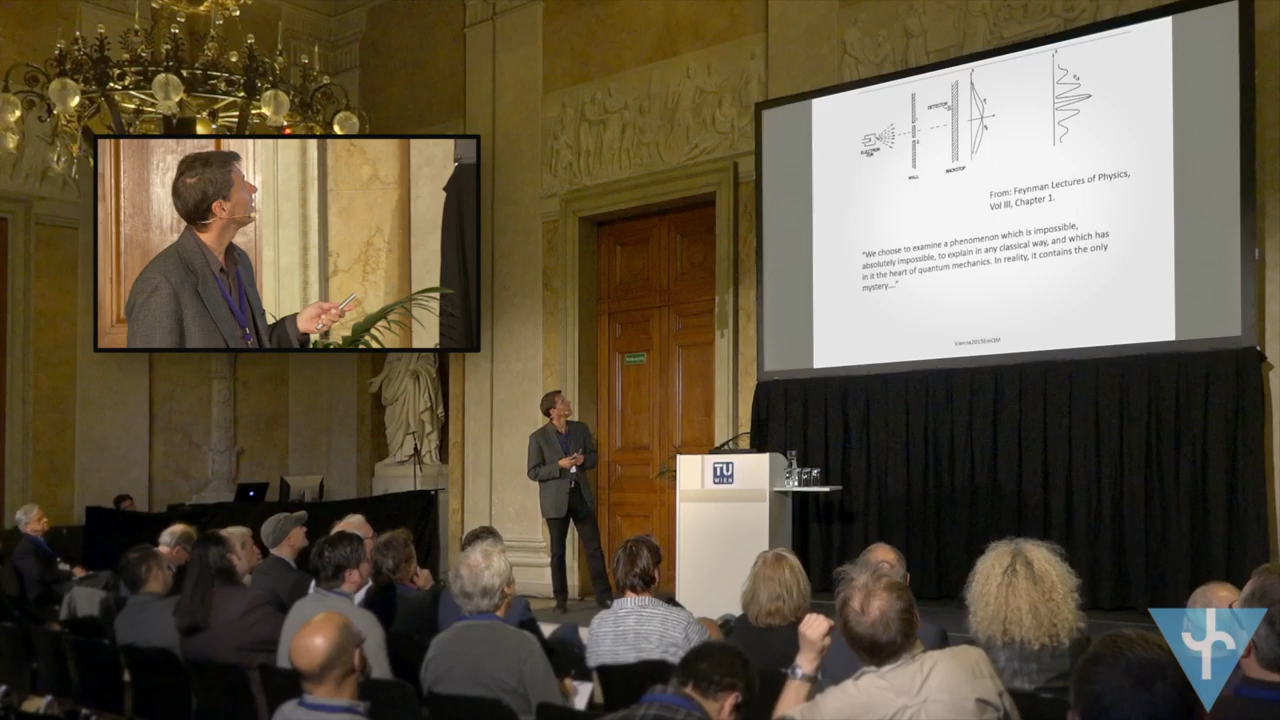 ELECTRON
GUN
WALL
DETECTOR
BACKSTOP
From: Feynman Lectures of Physics,
Vol III, Chapter 1.
"We choose to examine a phenomenon which is impossible,
absolutely impossible, to explain in any classical way, and which has
in it the heart of quantum mechanics. In reality, it contains the only
mystery...."
Vienna2015EmQM
TU
WIEN